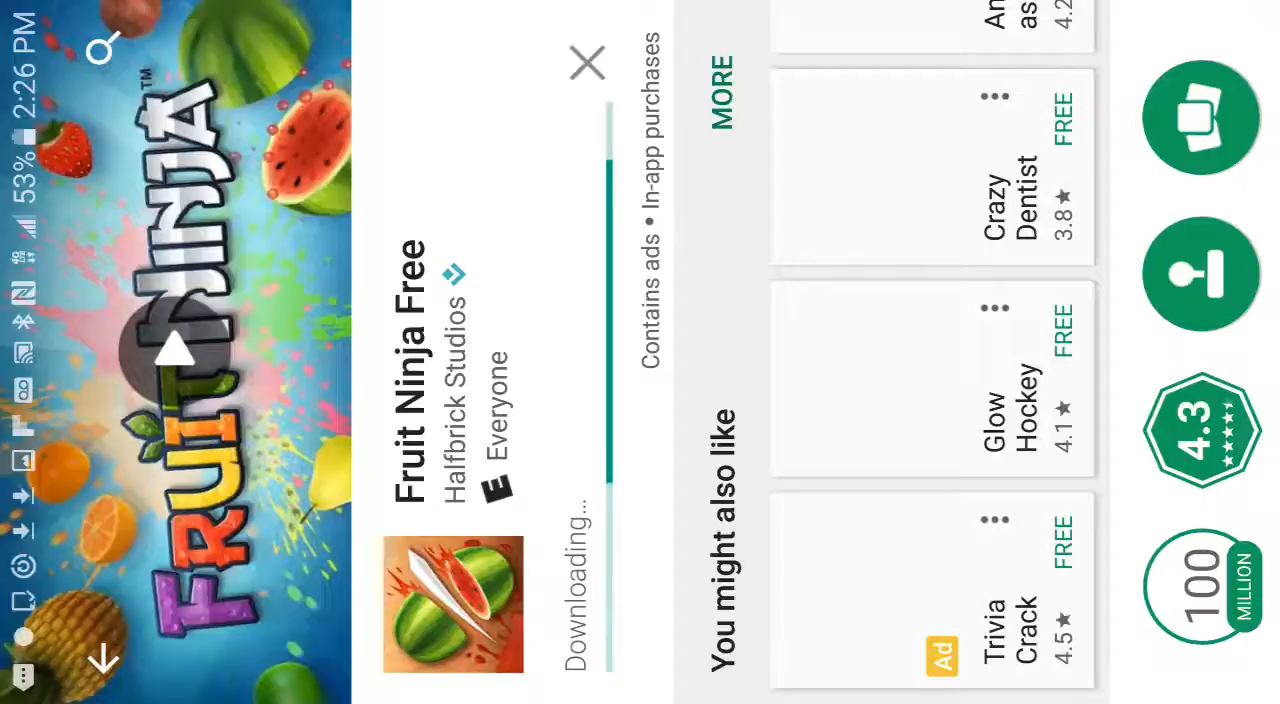 53% 2:26 PM
FRUIT NINJA™
Fruit Ninja Free
Halfbrick Studios
E Everyone
Downloading...
Contains ads • In-app purchases
You might also like
MORE
Ad
Trivia
Crack
4.5★
FREE
Glow
Hockey
4.1★
FREE
Crazy
Dentist
3.8★
FREE
An
as
4.2
100
MILLION
4.3